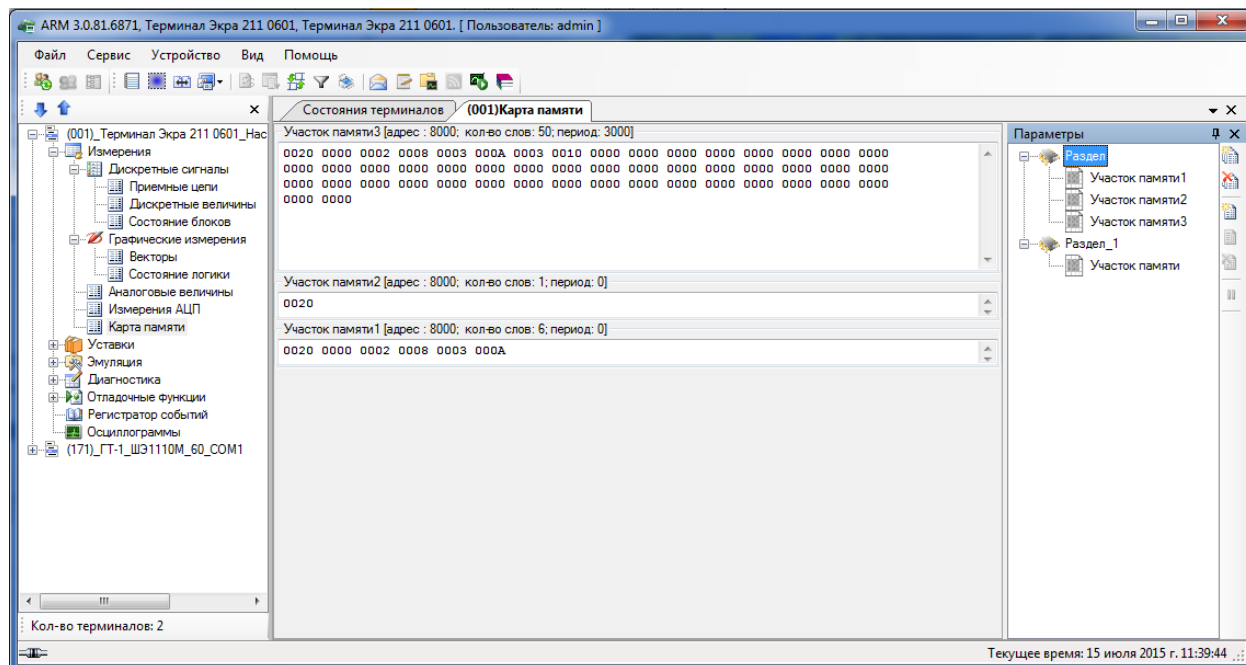 ARM 3.0.81.6871, Терминал Экра 211 0601, Терминал Экра 211 0601. [ Пользователь: admin ]
Файл Сервис Устройство Вид Помощь
(001)_Терминал Экра 211 0601_Нас
Измерения
Дискретные сигналы
Приемные цепи
Дискретные величины
Состояние блоков
Графические измерения
Векторы
Состояние логики
Аналоговые величины
Измерения АЦП
Карта памяти
Уставки
Эмуляция
Диагностика
Отладочные функции
Регистратор событий
Осциллограммы
(171)_ГТ-1_ШЭ1110М_60_COM1
Кол-во терминалов: 2
Состояния терминалов (001)Карта памяти
Участок памяти3 [адрес : 8000; кол-во слов: 50; период: 3000]
0020 0000 0002 0008 0003 000A 0003 0010 0000 0000 0000 0000 0000 0000 0000 0000
0000 0000 0000 0000 0000 0000 0000 0000 0000 0000 0000 0000 0000 0000 0000 0000
0000 0000 0000 0000 0000 0000 0000 0000 0000 0000 0000 0000 0000 0000 0000 0000
0000 0000
Участок памяти2 [адрес : 8000; кол-во слов: 1; период: 0]
0020
Участок памяти1 [адрес : 8000; кол-во слов: 6; период: 0]
0020 0000 0002 0008 0003 000A
Параметры
Раздел
Участок памяти1
Участок памяти2
Участок памяти3
Раздел_1
Участок памяти
Текущее время: 15 июля 2015 г. 11:39:44